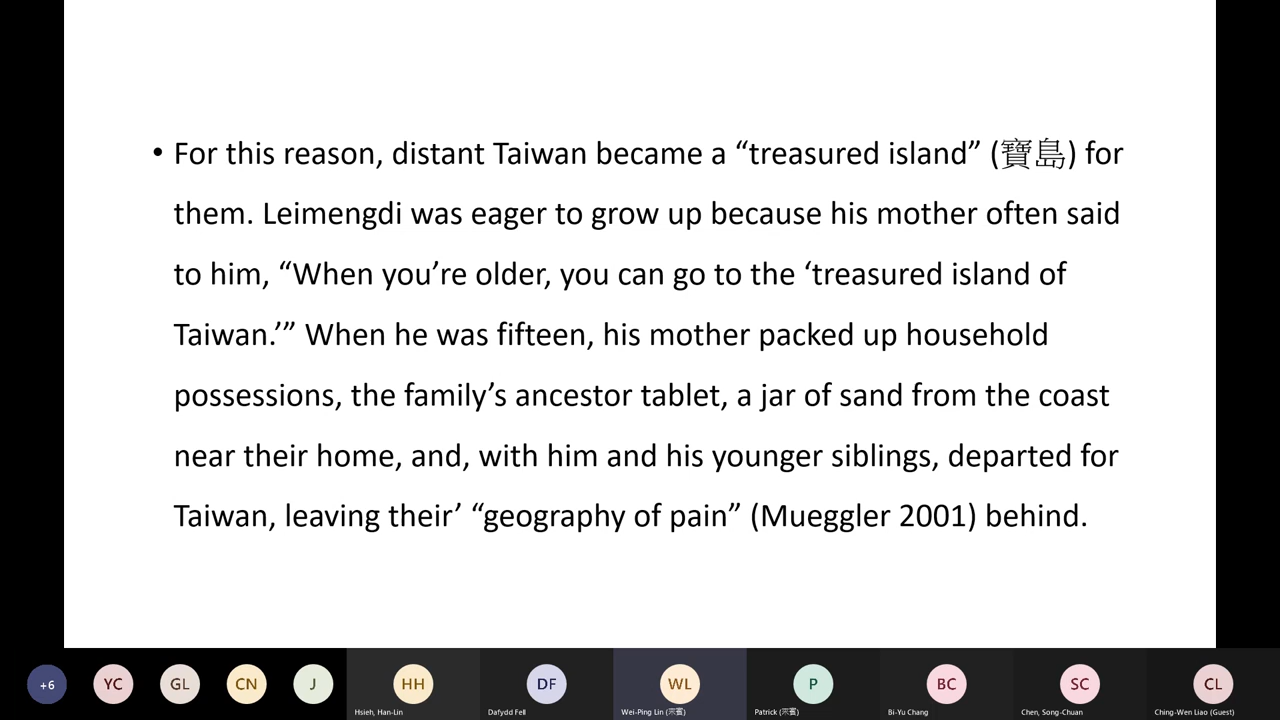 • For this reason, distant Taiwan became a “treasured island” (寶島) for
them. Leimengdi was eager to grow up because his mother often said
to him, “When you’re older, you can go to the ‘treasured island of
Taiwan.’” When he was fifteen, his mother packed up household
possessions, the family’s ancestor tablet, a jar of sand from the coast
near their home, and, with him and his younger siblings, departed for
Taiwan, leaving their’ “geography of pain” (Mueggler 2001) behind.
+6
YC
GL
CN
J
HH
DF
WL
P
BC
SC
CL
Hsieh, Han-Lin
Dafydd Fell
Wei-Ping Lin
Patrick
Bi-Yu Chang
Chen, Song-Chuan
Ching-Wen Liao (Guest)